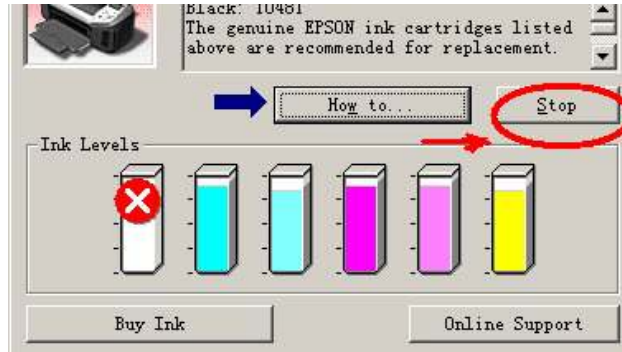 Black: T0481
The genuine EPSON ink cartridges listed
above are recommended for replacement.
How to...
Stop
Ink Levels
Buy Ink
Online Support